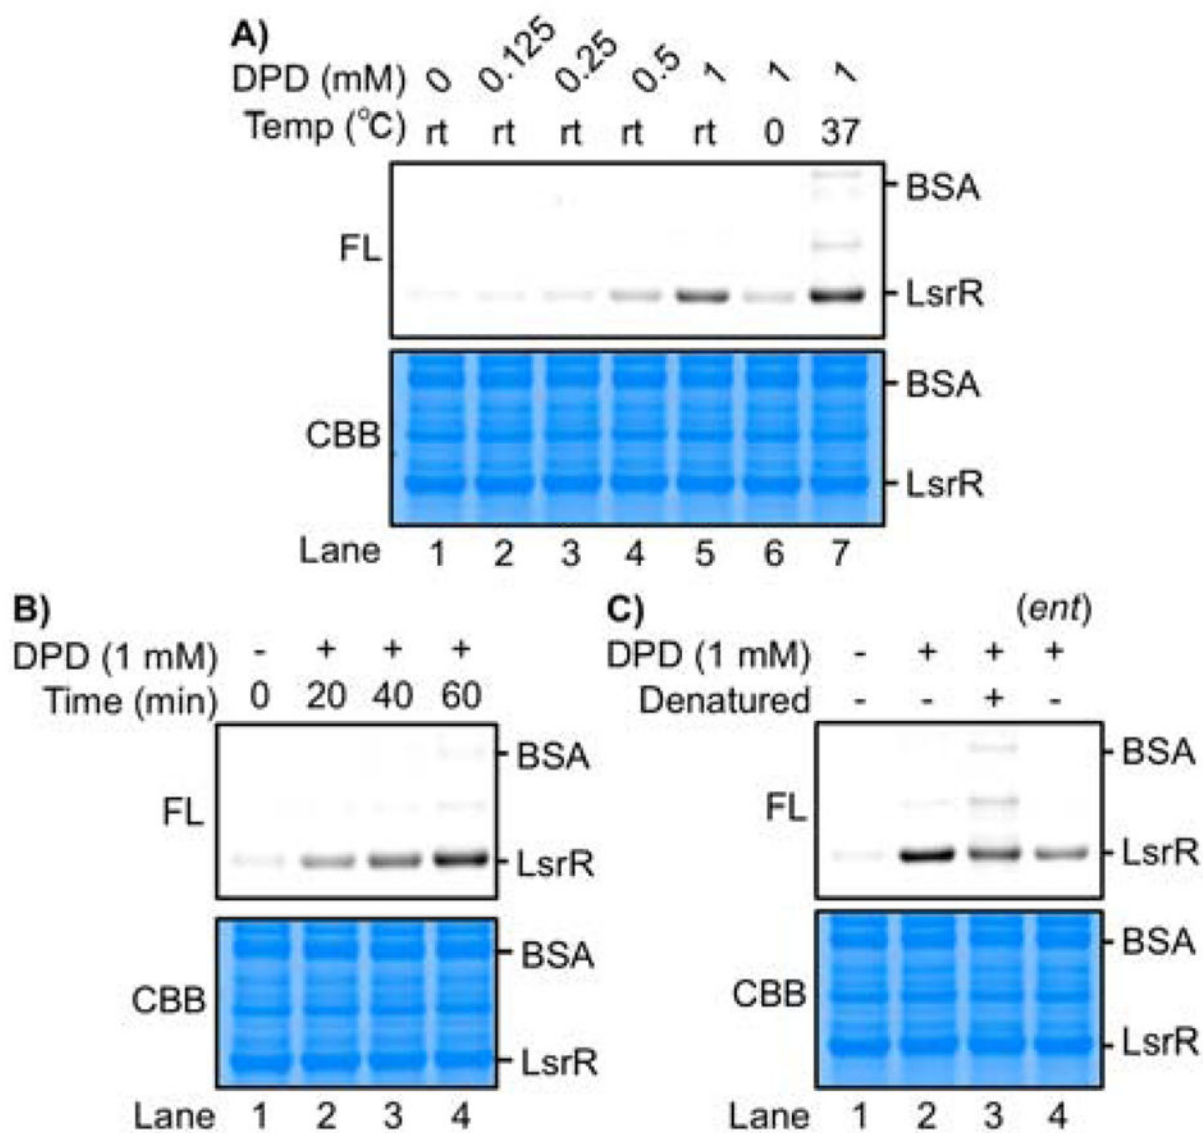 A)
DPD (mM) 0 0.125 0.25 0.5 1 1 1
Temp (°C) rt rt rt rt rt 0 37
BSA
FL
LsrR
BSA
CBB
LsrR
Lane 1 2 3 4 5 6 7
B)
DPD (1 mM) - + + +
Time (min) 0 20 40 60
BSA
FL
LsrR
BSA
CBB
LsrR
Lane 1 2 3 4
C) (ent)
DPD (1 mM) - + + +
Denatured - - + -
BSA
FL
LsrR
BSA
CBB
LsrR
Lane 1 2 3 4